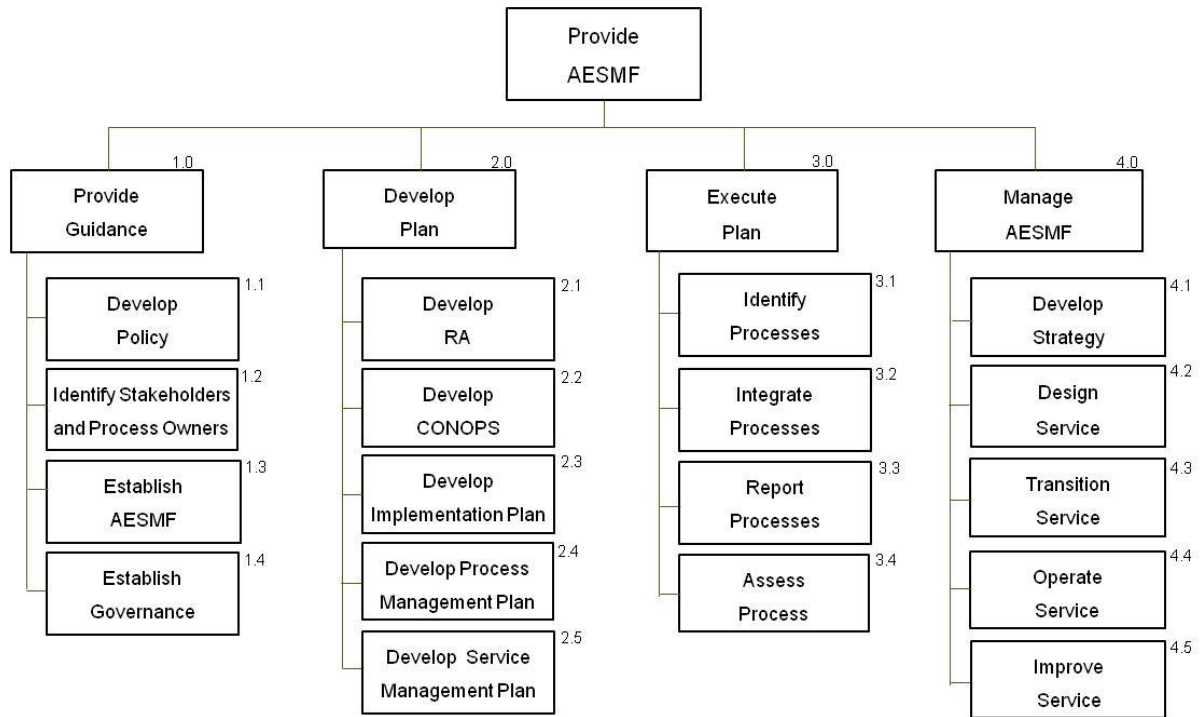 Provide
AESMF
1.0
Provide
Guidance
1.1
Develop
Policy
1.2
Identify Stakeholders
and Process Owners
1.3
Establish
AESMF
1.4
Establish
Governance
2.0
Develop
Plan
2.1
Develop
RA
2.2
Develop
CONOPS
2.3
Develop
Implementation Plan
2.4
Develop Process
Management Plan
2.5
Develop Service
Management Plan
3.0
Execute
Plan
3.1
Identify
Processes
3.2
Integrate
Processes
3.3
Report
Processes
3.4
Assess
Process
4.0
Manage
AESMF
4.1
Develop
Strategy
4.2
Design
Service
4.3
Transition
Service
4.4
Operate
Service
4.5
Improve
Service